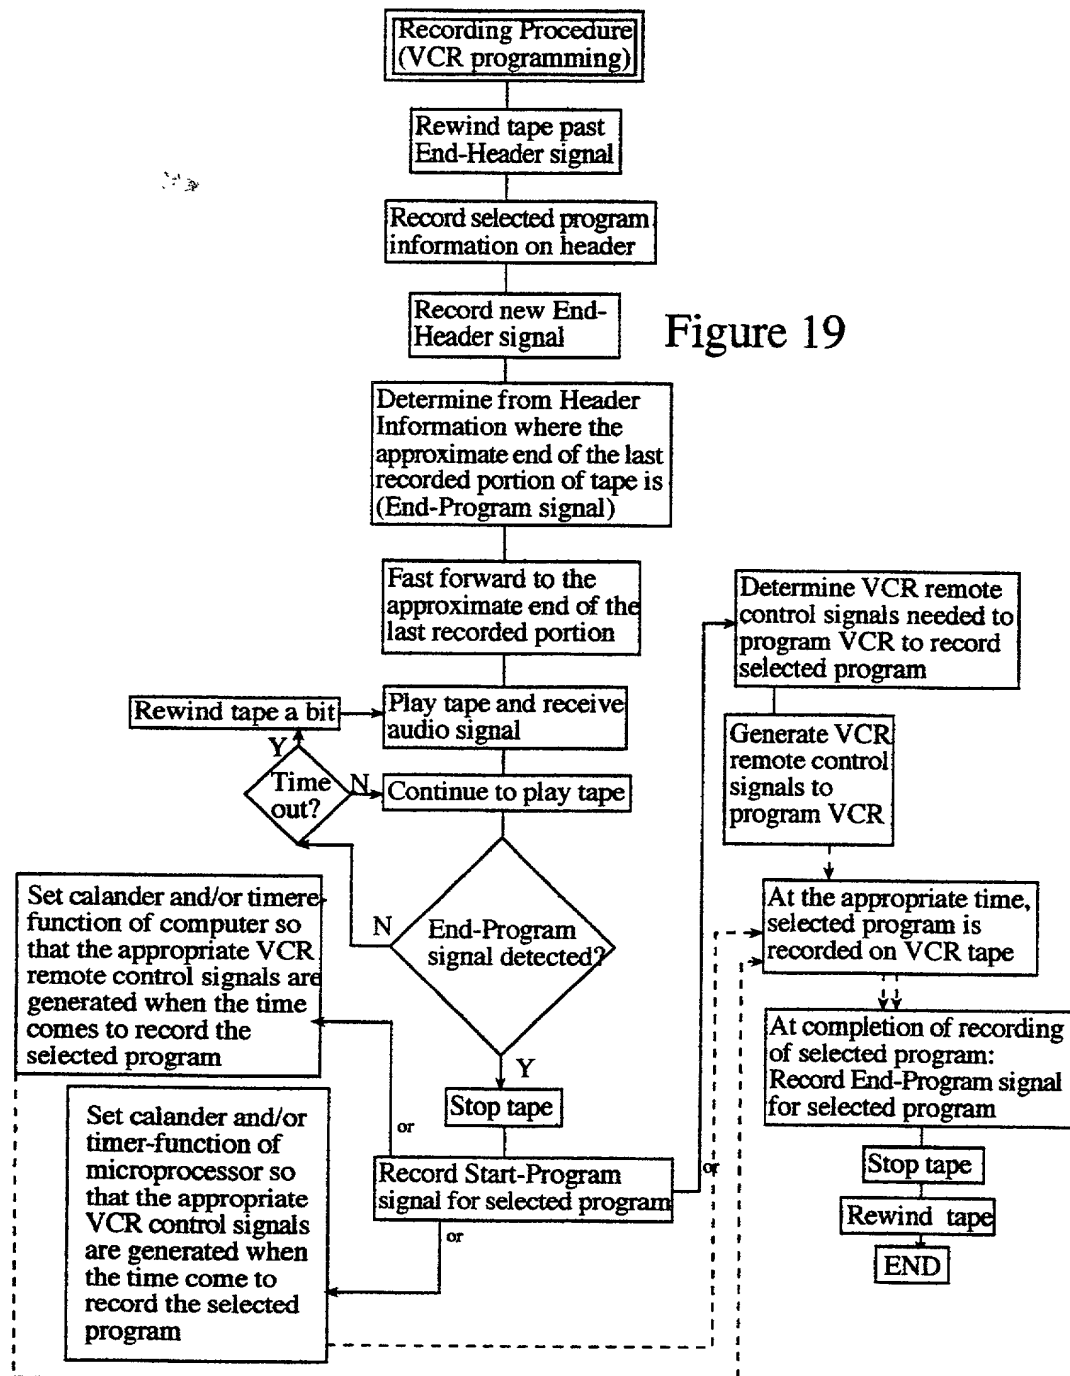 Recording Procedure
(VCR programming)
Rewind tape past
End-Header signal
Record selected program
information on header
Record new End-
Header signal
Figure 19
Determine from Header
Information where the
approximate end of the last
recorded portion of tape is
(End-Program signal)
Fast forward to the
approximate end of the
last recorded portion
Rewind tape a bit
Play tape and receive
audio signal
Y
Time
out?
N
Continue to play tape
N
End-Program
signal detected?
Y
Stop tape
Record Start-Program
signal for selected program
or
Set calander and/or timere-
function of computer so
that the appropriate VCR
remote control signals are
generated when the time
comes to record the
selected program
or
Set calander and/or
timer-function of
microprocessor so
that the appropriate
VCR control signals
are generated when
the time come to
record the selected
program
or
Determine VCR remote
control signals needed to
program VCR to record
selected program
Generate VCR
remote control
signals to
program VCR
At the appropriate time,
selected program is
recorded on VCR tape
At completion of recording
of selected program:
Record End-Program signal
for selected program
Stop tape
Rewind tape
END